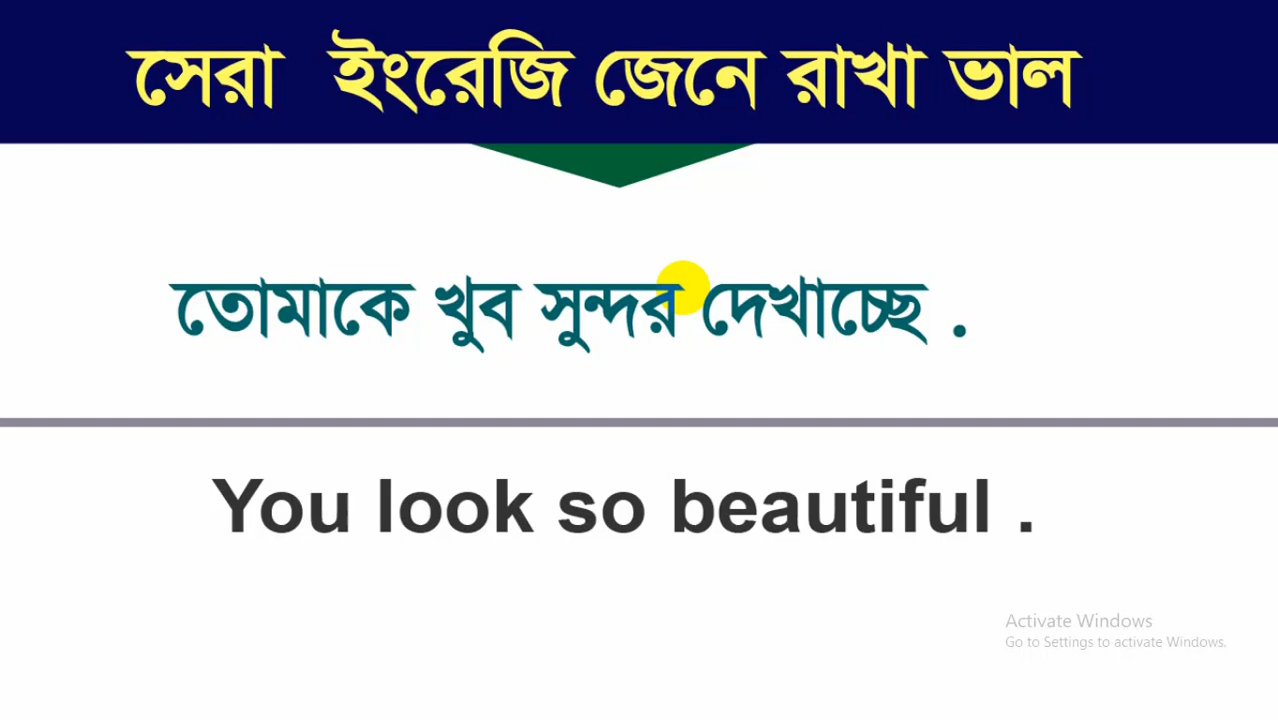 সেরা ইংরেজি জেনে রাখা ভাল
তোমাকে খুব সুন্দর দেখাচ্ছে .
You look so beautiful .
Activate Windows
Go to Settings to activate Windows.